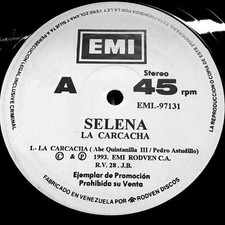 EMI
A
Stereo
45 rpm
EMI.-97131
SELENA
LA CARCACHA
1.- LA CARCACHA ( Abe Quintanilla III / Pedro Astudillo)
© & ℗ 1993. EMI RODVEN C.A.
R.V. 28 .J.B.
Ejemplar de Promoción
Prohibida su Venta
FABRICADO EN VENEZUELA POR RODVEN DISCOS